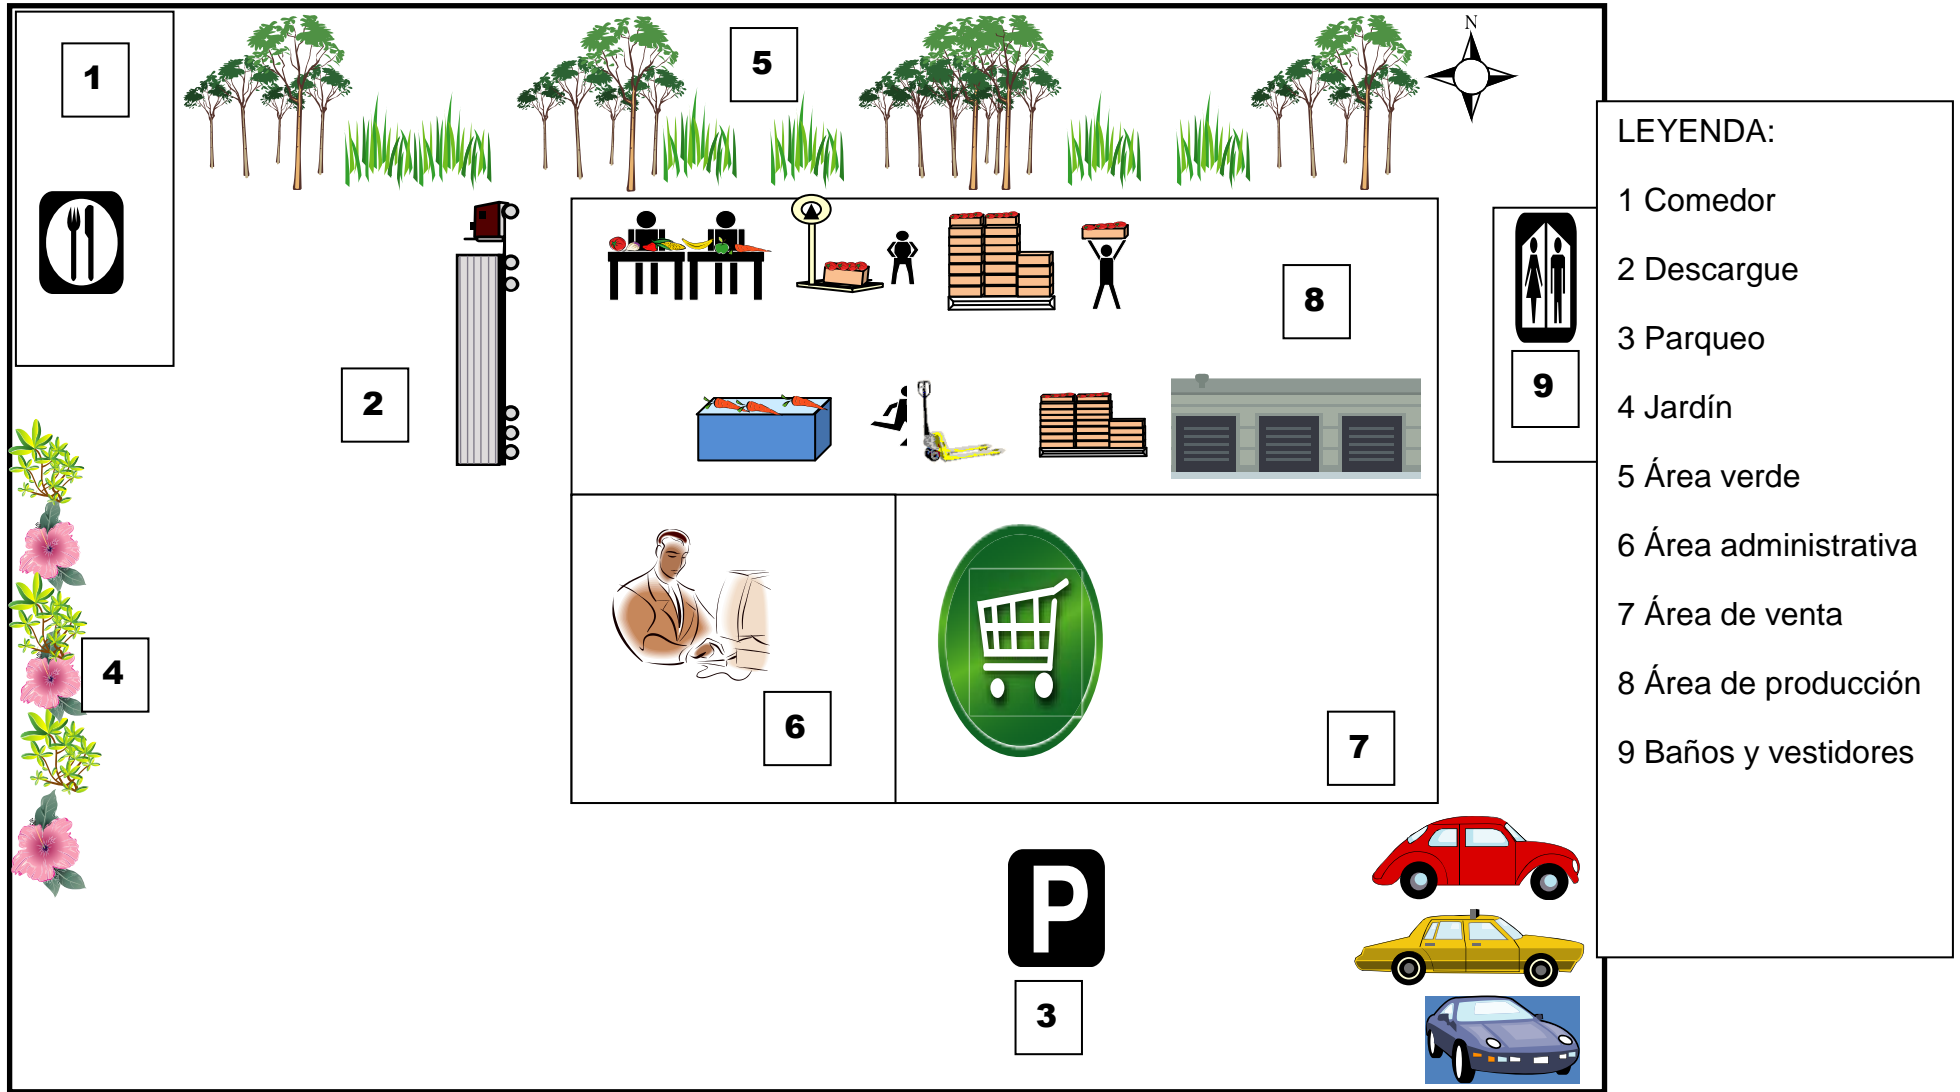 1
5
N
LEYENDA:
1 Comedor
2 Descargue
3 Parqueo
4 Jardín
5 Área verde
6 Área administrativa
7 Área de venta
8 Área de producción
9 Baños y vestidores
8
9
2
4
6
7
P
3